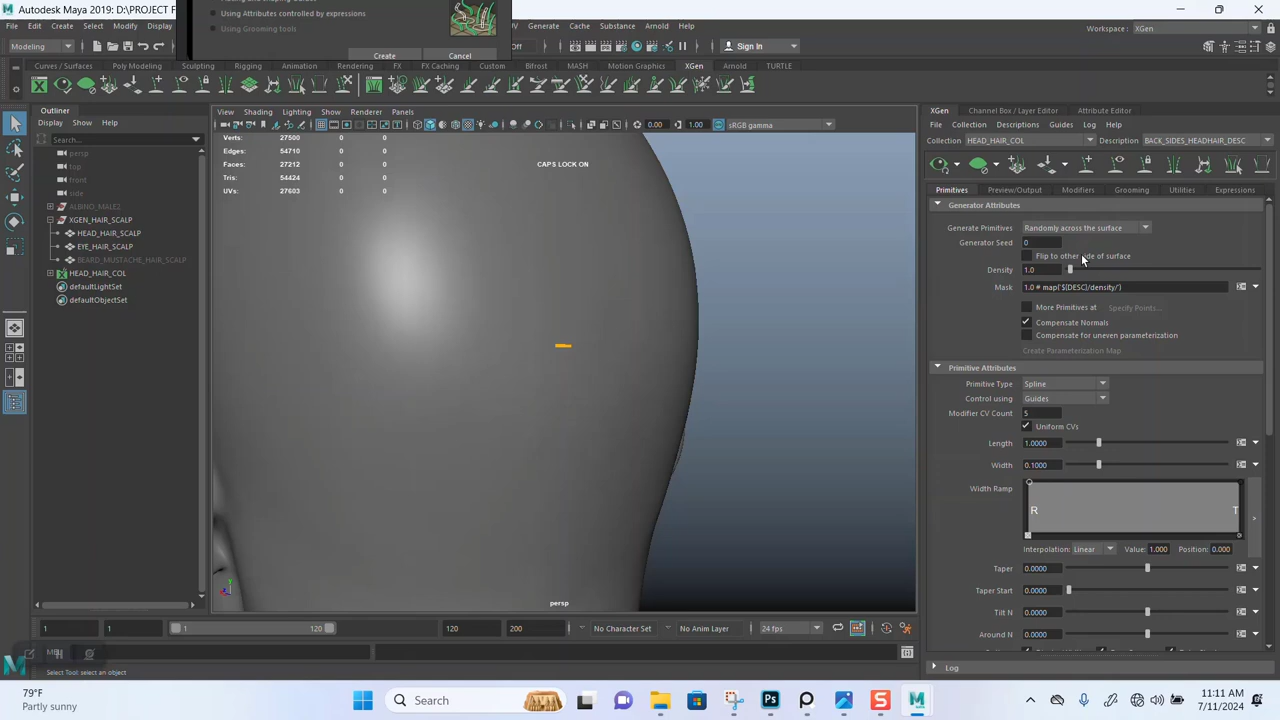 Autodesk Maya 2019: D:\PROJECT F
Using Attributes controlled by expressions
Using Grooming tools
Create
Cancel
File Edit Create Select
Generate Cache Arnold Help
Workspace : XGen
Modeling
Off
Sign In
Curves / Surfaces Poly Modeling Sculpting Rigging Animation Rendering FX FX Caching Bifrost MASH Motion Graphics XGen Arnold TURTLE
Outliner
Display Show Help
Search...
persp
top
front
side
ALBINO_MALE2
XGEN_HAIR_SCALP
HEAD_HAIR_SCALP
EYE_HAIR_SCALP
BEARD_MUSTACHE_HAIR_SCALP
HEAD_HAIR_COL
defaultLightSet
defaultObjectSet
View Shading Lighting Show Renderer Panels
0.00 1.00 sRGB gamma
Verts: 27500 0 0
Edges: 54710 0 0
Faces: 27212 0 0
Tris: 54424 0 0
UVs: 27603 0 0
CAPS LOCK ON
persp
XGen Channel Box / Layer Editor Attribute Editor
File Collection Descriptions Guides Log Help
Collection HEAD_HAIR_COL Description BACK_SIDES_HEADHAIR_DESC
Primitives Preview/Output Modifiers Grooming Utilities Expressions
Generator Attributes
Generate Primitives Randomly across the surface
Generator Seed 0
Flip to other side of surface
Density 1.0
Mask 1.0 # map('${DESC}/density/')
More Primitives at Specify Points...
Compensate Normals
Compensate for uneven parameterization
Create Parameterization Map
Primitive Attributes
Primitive Type Spline
Control using Guides
Modifier CV Count 5
Uniform CVs
Length 1.0000
Width 0.1000
Width Ramp R T
Interpolation: Linear Value: 1.000 Position: 0.000
Taper 0.0000
Taper Start 0.0000
Tilt N 0.0000
Around N 0.0000
Log
1 1 1 120 120 200 No Character Set No Anim Layer 24 fps
Select Tool: select an object
79°F
Partly sunny
Search
11:11 AM
7/11/2024